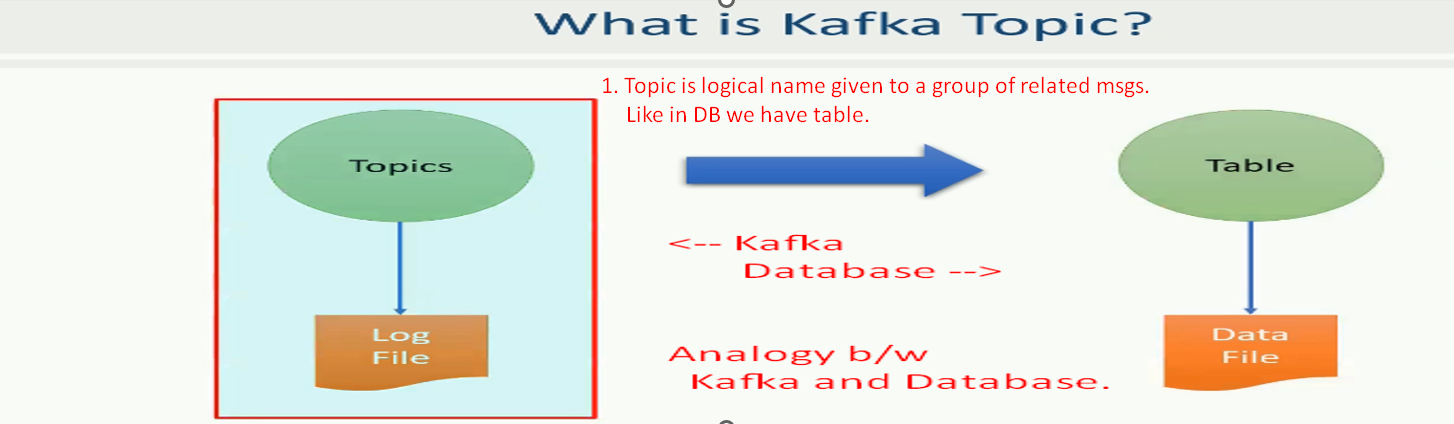 What is Kafka Topic?
1. Topic is logical name given to a group of related msgs.
Like in DB we have table.
Topics
Table
<-- Kafka
Database -->
Log
File
Data
File
Analogy b/w
Kafka and Database.